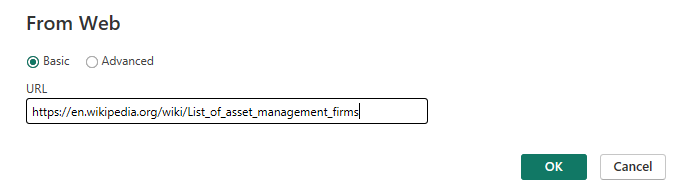 From Web
Basic Advanced
URL
https://en.wikipedia.org/wiki/List_of_asset_management_firms
OK Cancel